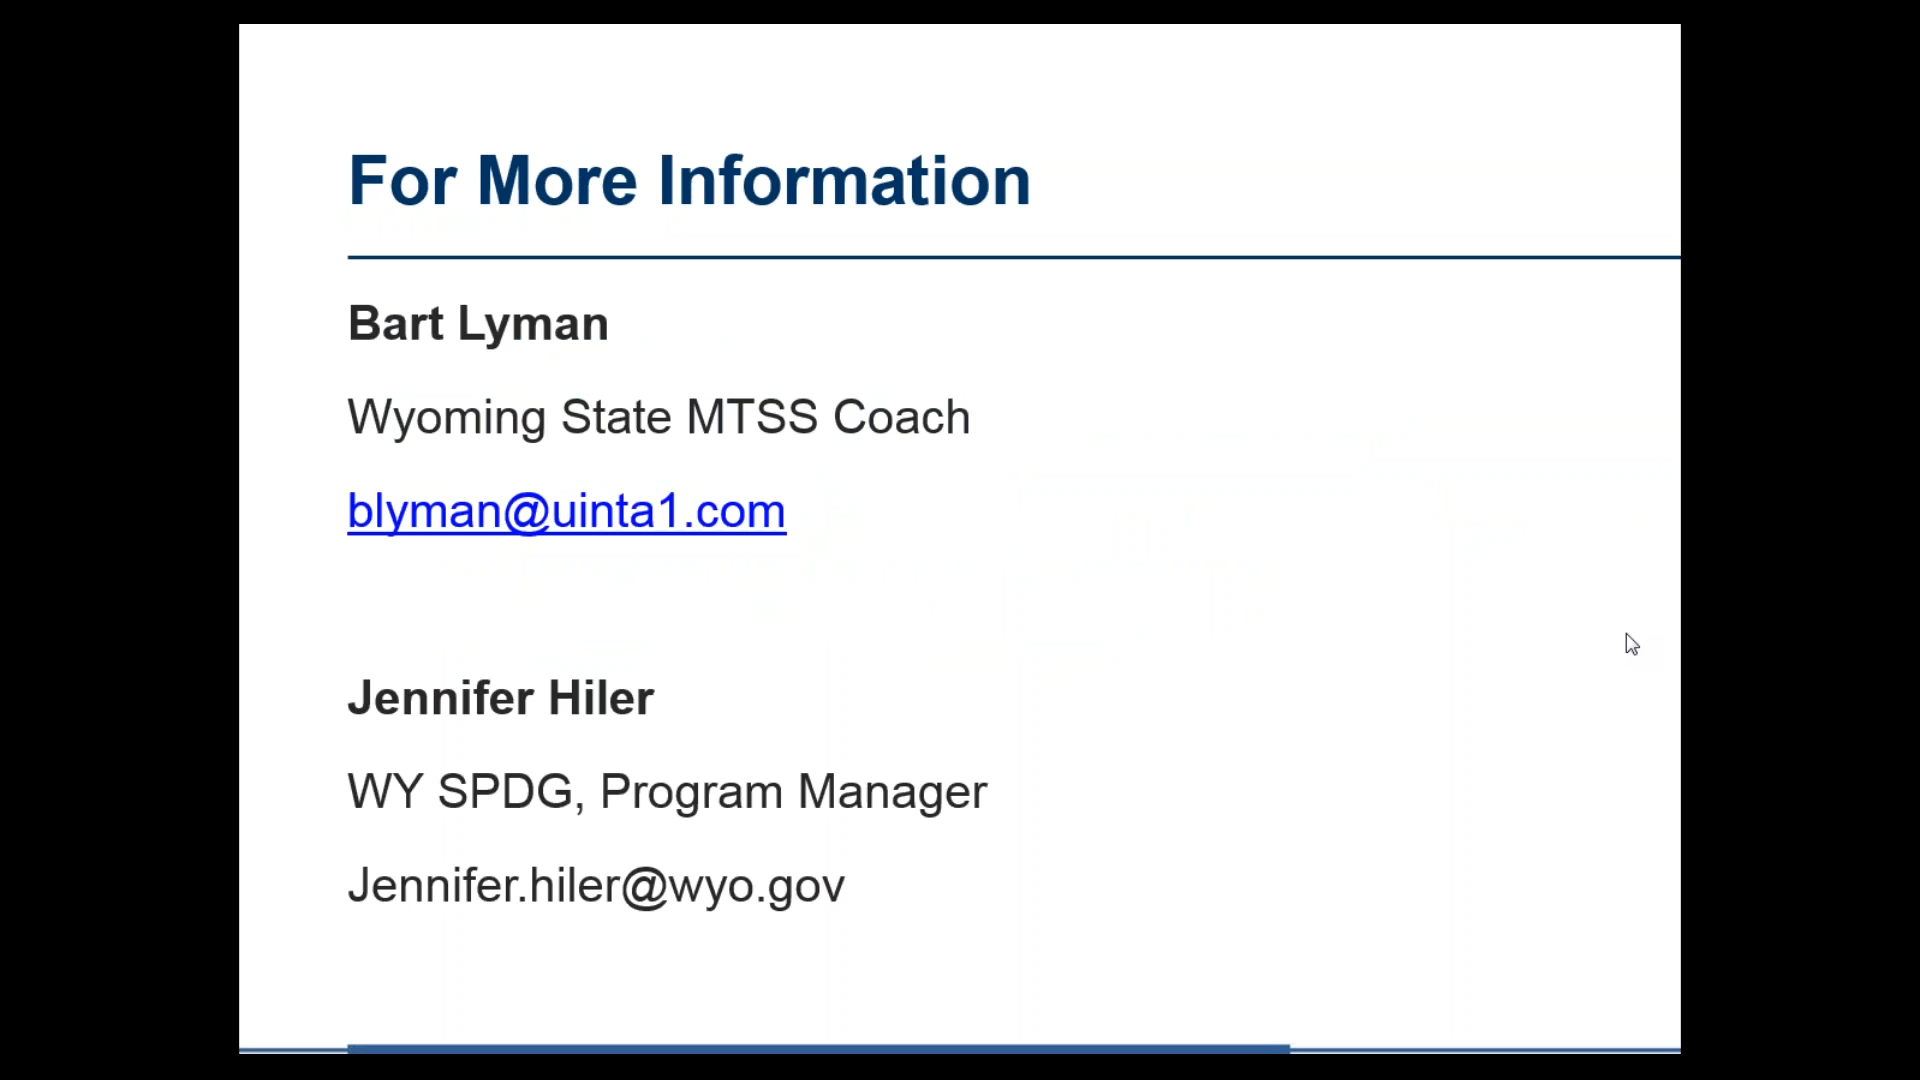 For More Information
Bart Lyman
Wyoming State MTSS Coach
blyman@uinta1.com
Jennifer Hiler
WY SPDG, Program Manager
Jennifer.hiler@wyo.gov